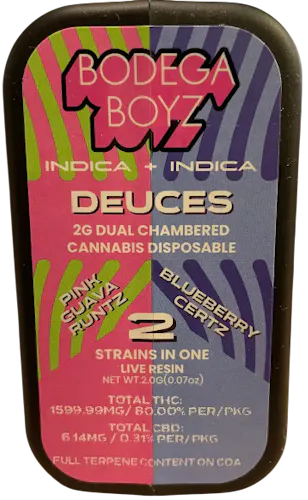 BODEGA
BOYZ
INDICA + INDICA
DEUCES
2G DUAL CHAMBERED
CANNABIS DISPOSABLE
PINK
GUAVA
RUNTZ
BLUEBERRY
CERTZ
2
STRAINS IN ONE
LIVE RESIN
NET WT. 2.0G(0.07oz)
TOTAL THC:
1599.99MG/ 80.00% PER/PKG
TOTAL CBD:
6.14MG / 0.31% PER/PKG
FULL TERPENE CONTENT ON COA